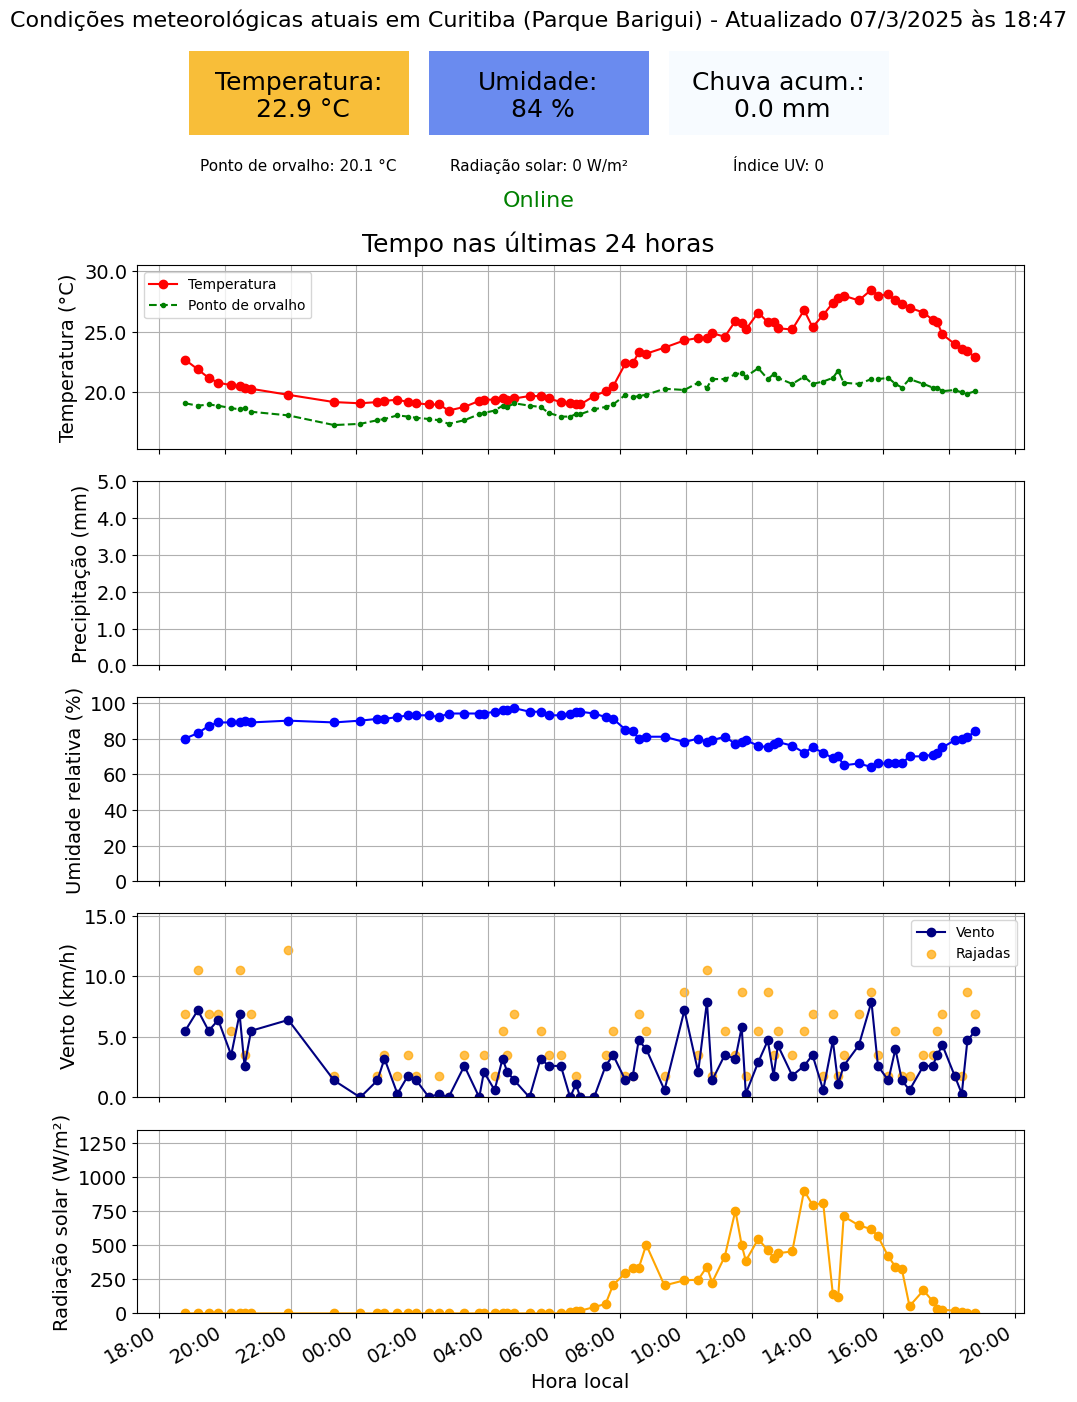 Condições meteorológicas atuais em Curitiba (Parque Barigui) - Atualizado 07/3/2025 às 18:47
Temperatura:
22.9 °C
Umidade:
84 %
Chuva acum.:
0.0 mm
Ponto de orvalho: 20.1 °C
Radiação solar: 0 W/m²
Índice UV: 0
Online
Tempo nas últimas 24 horas
Temperatura (°C)
30.0
25.0
20.0
Temperatura
Ponto de orvalho
Precipitação (mm)
5.0
4.0
3.0
2.0
1.0
0.0
Umidade relativa (%)
100
80
60
40
20
0
Vento (km/h)
15.0
10.0
5.0
0.0
Vento
Rajadas
Radiação solar (W/m²)
1250
1000
750
500
250
0
18:00
20:00
22:00
00:00
02:00
04:00
06:00
08:00
10:00
12:00
14:00
16:00
18:00
20:00
Hora local